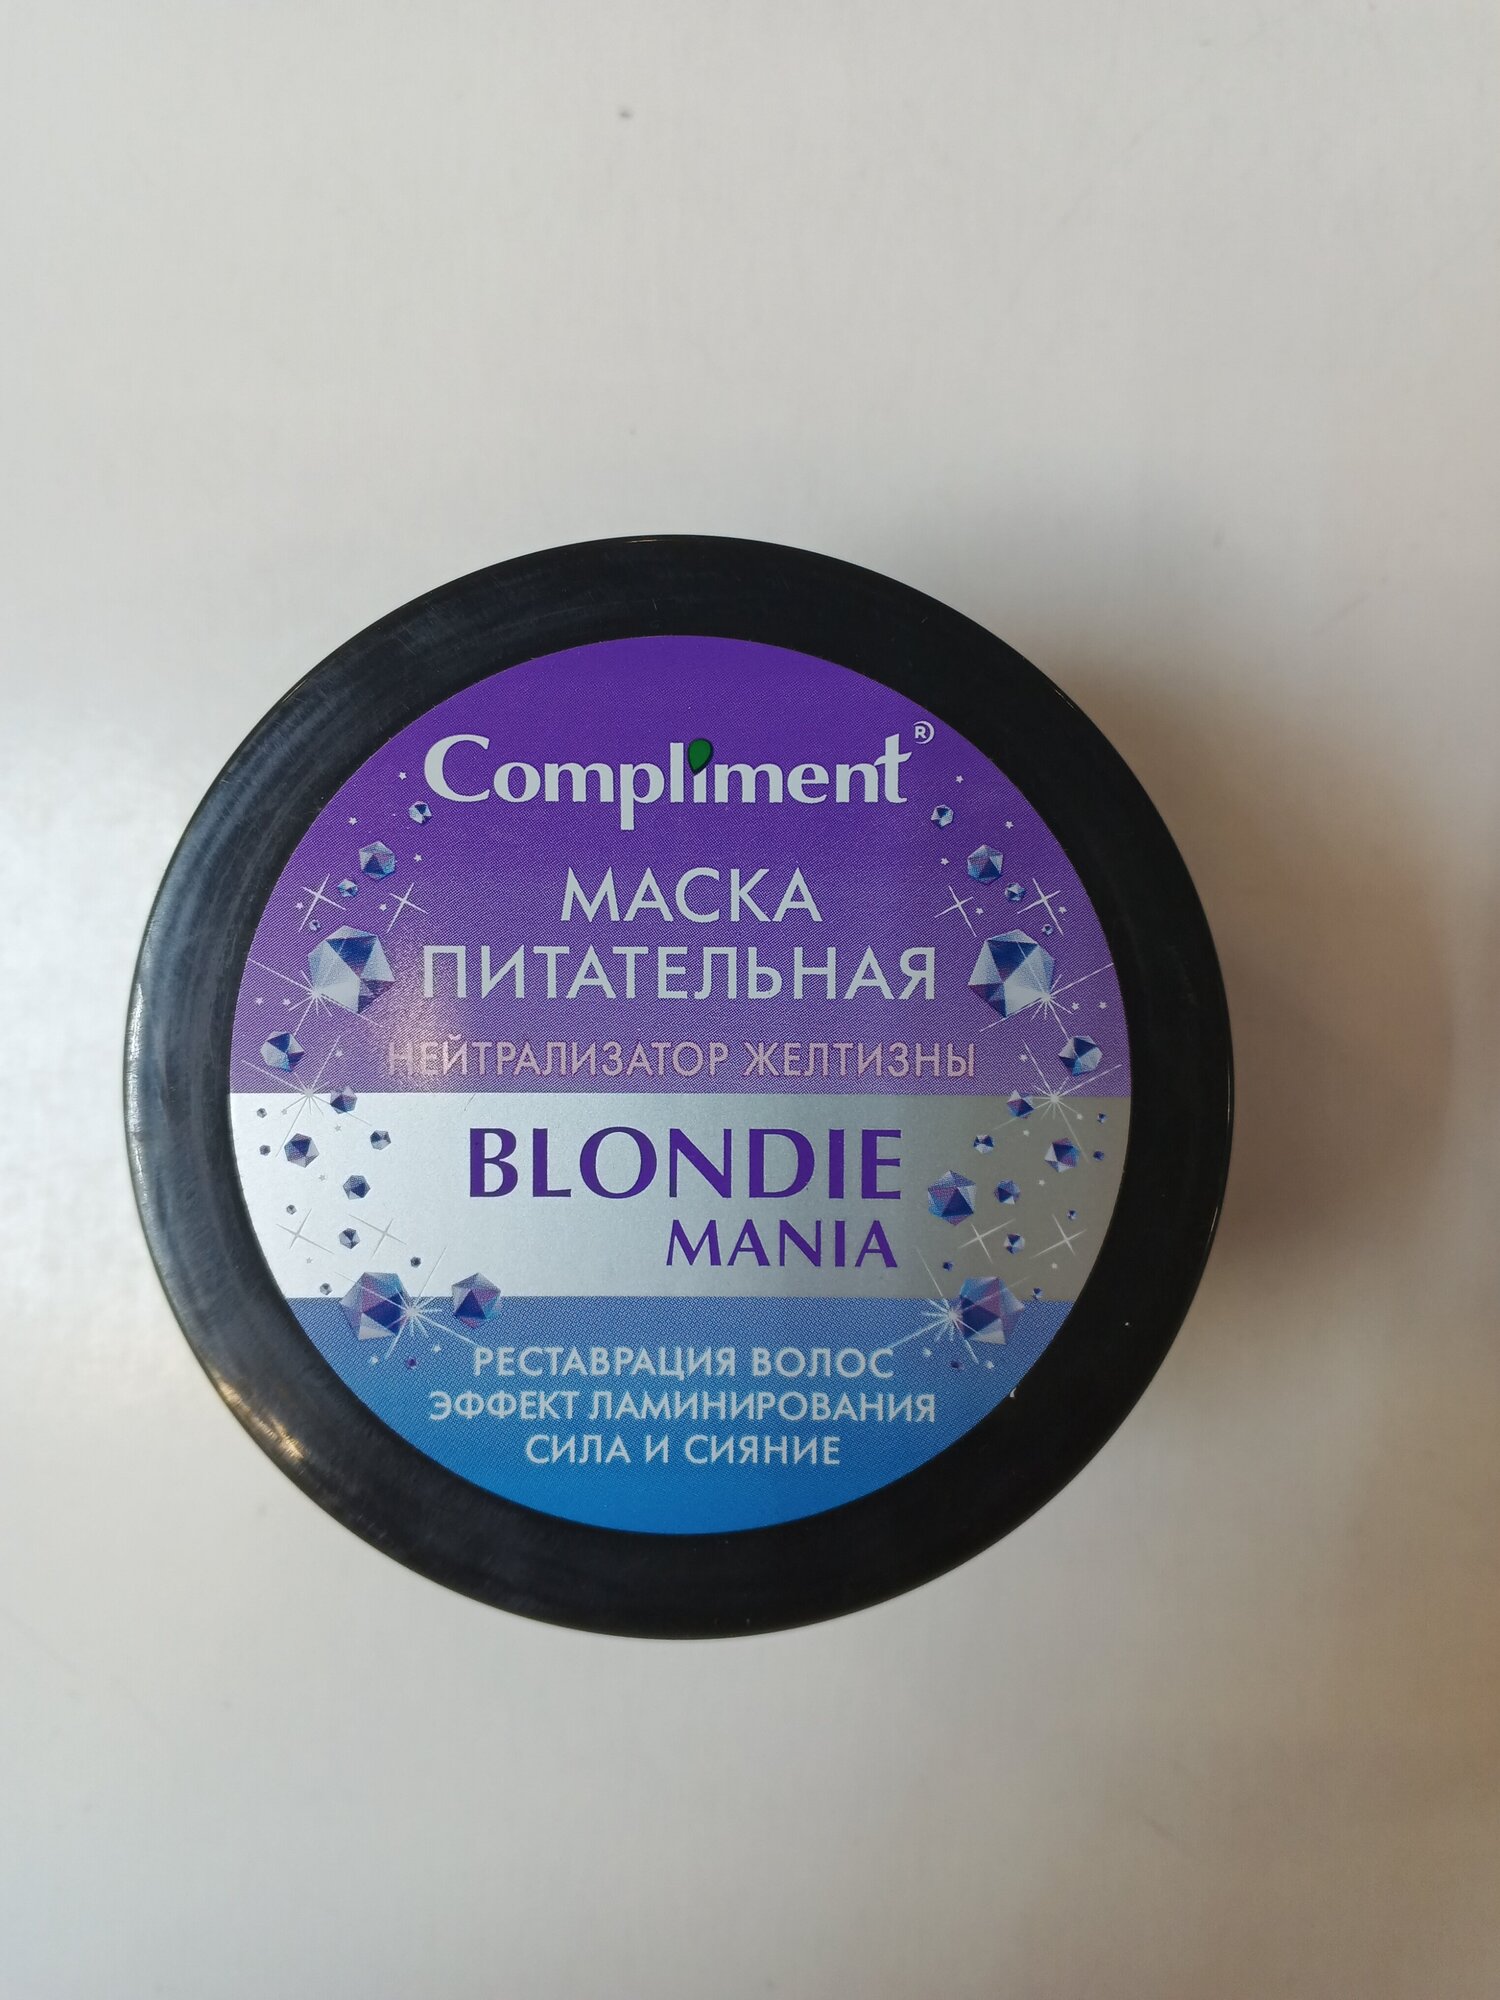 Compliment®
МАСКА
ПИТАТЕЛЬНАЯ
НЕЙТРАЛИЗАТОР ЖЕЛТИЗНЫ
BLONDIE
MANIA
РЕСТАВРАЦИЯ ВОЛОС
ЭФФЕКТ ЛАМИНИРОВАНИЯ
СИЛА И СИЯНИЕ